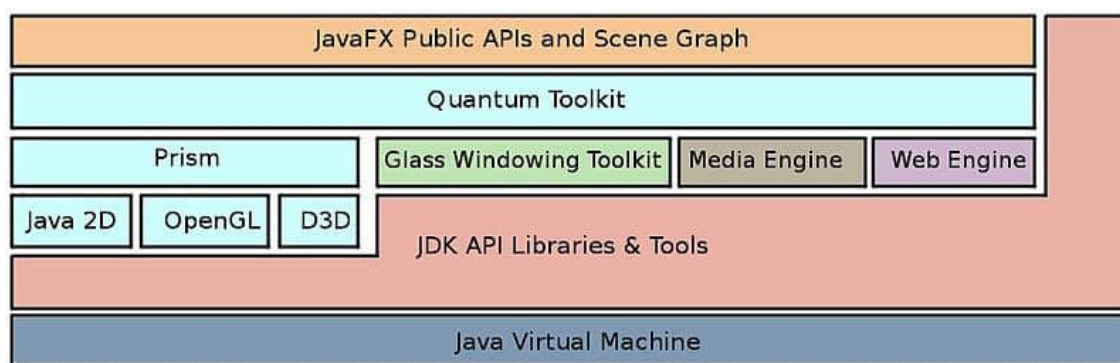 JavaFX Public APIs and Scene Graph
Quantum Toolkit
Prism
Glass Windowing Toolkit
Media Engine
Web Engine
Java 2D
OpenGL
D3D
JDK API Libraries & Tools
Java Virtual Machine